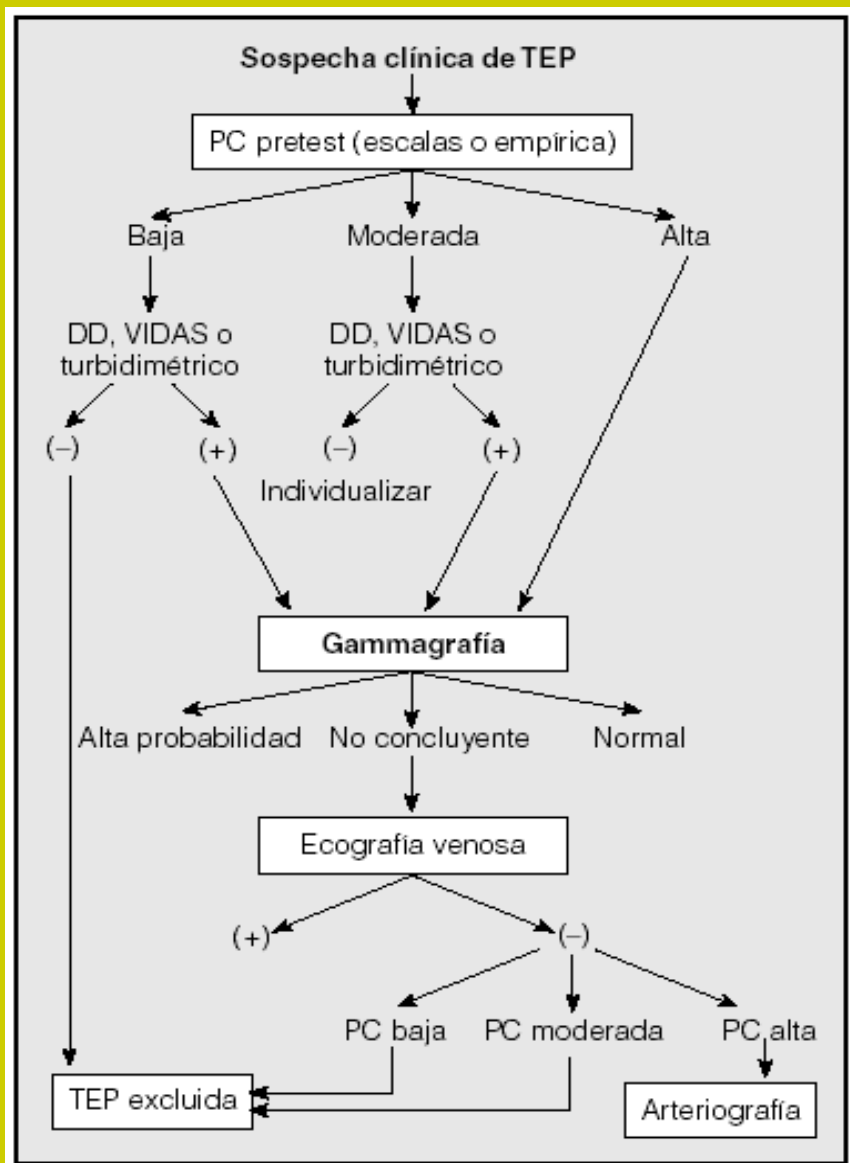 Sospecha clínica de TEP
PC pretest (escalas o empírica)
Baja
Moderada
Alta
DD, VIDAS o
turbidimétrico
DD, VIDAS o
turbidimétrico
(–)
(+)
(–)
(+)
Individualizar
Gammagrafía
Alta probabilidad
No concluyente
Normal
Ecografía venosa
(+)
(–)
PC baja
PC moderada
PC alta
TEP excluida
Arteriografía